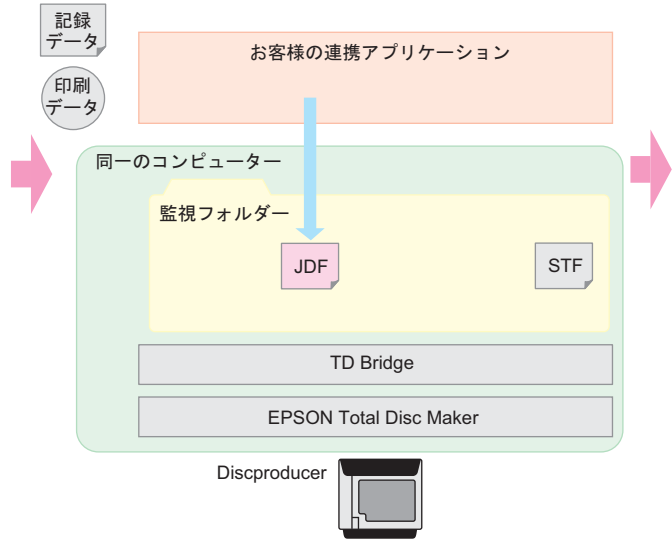 記録
データ
お客様の連携アプリケーション
印刷
データ
同一のコンピューター
監視フォルダー
JDF
STF
TD Bridge
EPSON Total Disc Maker
Discproducer